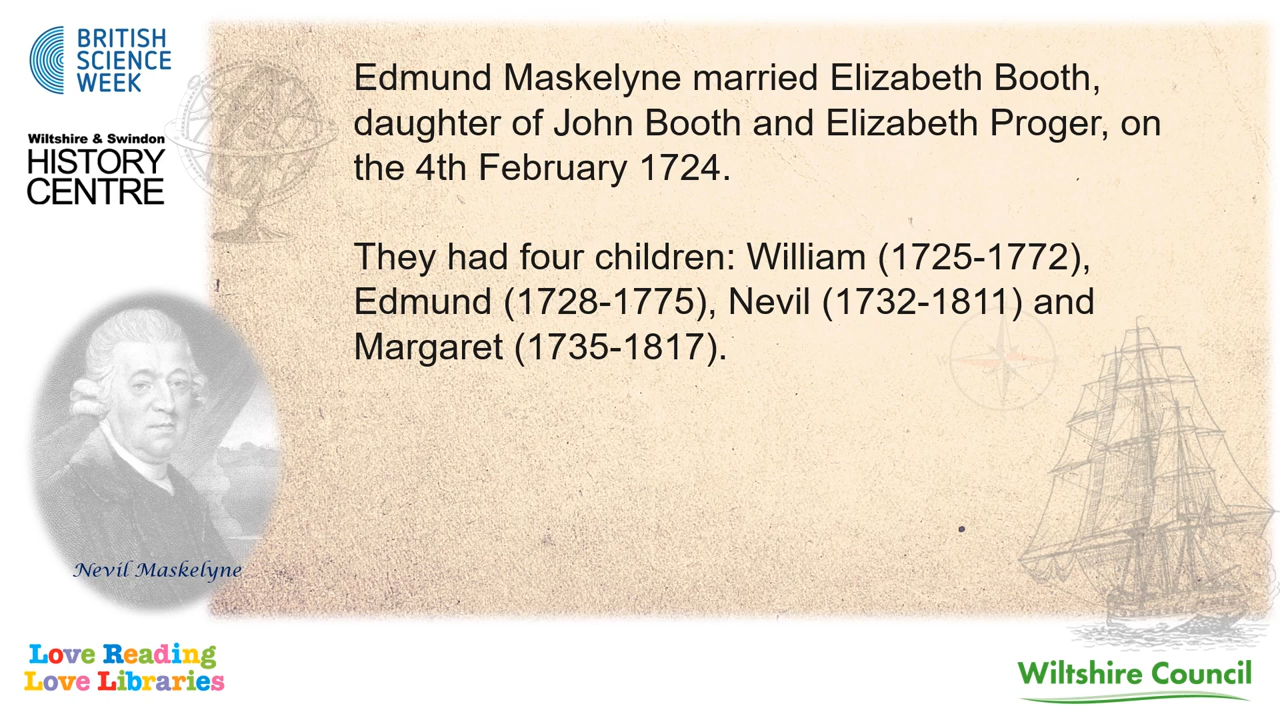 BRITISH
SCIENCE
WEEK
Wiltshire & Swindon
HISTORY
CENTRE
Edmund Maskelyne married Elizabeth Booth,
daughter of John Booth and Elizabeth Proger, on
the 4th February 1724.
They had four children: William (1725-1772),
Edmund (1728-1775), Nevil (1732-1811) and
Margaret (1735-1817).
Nevil Maskelyne
Love Reading
Love Libraries
Wiltshire Council